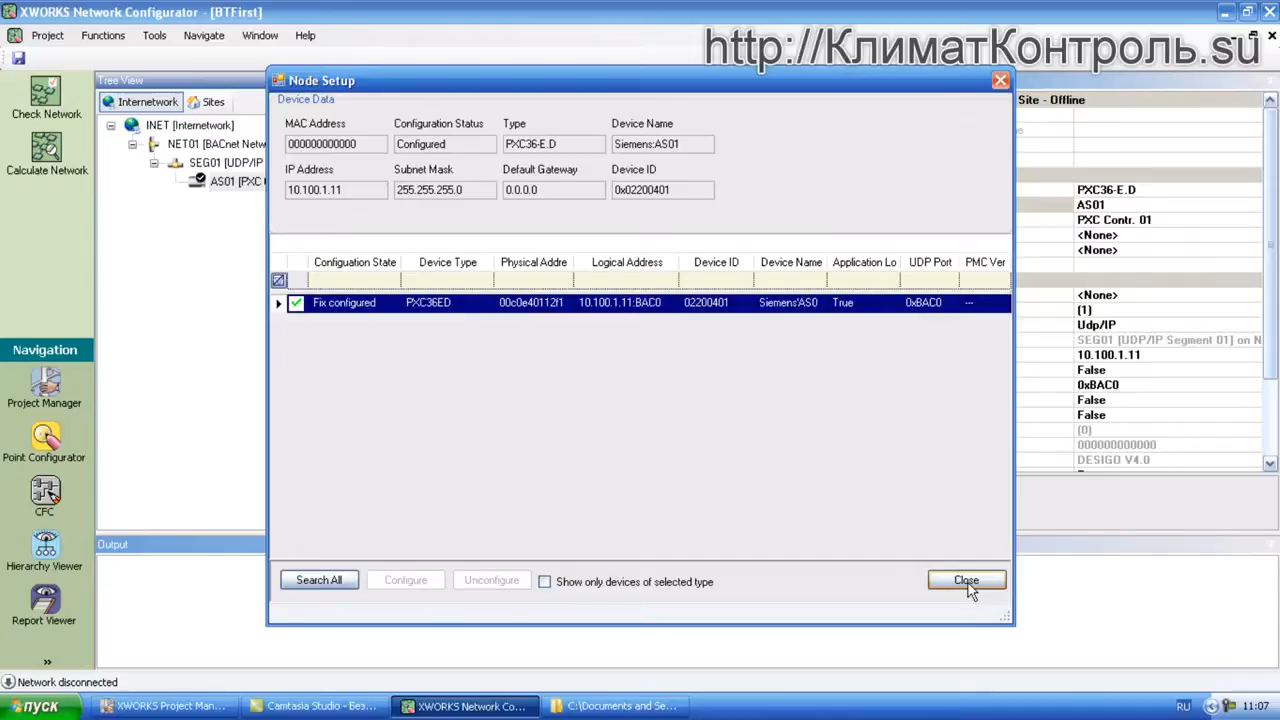 XWORKS Network Configurator - [BTFirst]
Project Functions Tools Navigate Window Help
http://КлиматКонтроль.su
Check Network
Calculate Network
Navigation
Project Manager
Point Configurator
CFC
Hierarchy Viewer
Report Viewer
»
Tree View
Internetwork Sites
INET [Internetwork]
NET01 [BACnet Netw
SEG01 [UDP/IP
AS01 [PXC
Output
Node Setup
Device Data
MAC Address Configuration Status Type Device Name
000000000000 Configured PXC36-E.D Siemens:AS01
IP Address Subnet Mask Default Gateway Device ID
10.100.1.11 255.255.255.0 0.0.0.0 0x02200401
Configuation State Device Type Physical Addre Logical Address Device ID Device Name Application Lo UDP Port PMC Ver
Fix configured PXC36ED 00c0e40112f1 10.100.1.11:BAC0 02200401 Siemens'AS0 True 0xBAC0 ---
Search All Configure Unconfigure Show only devices of selected type Close
Site - Offline
PXC36-E.D
AS01
PXC Contr. 01
<None>
<None>
<None>
(1)
Udp/IP
SEG01 [UDP/IP Segment 01] on N
10.100.1.11
False
0xBAC0
False
False
(0)
000000000000
DESIGO V4.0
Network disconnected
пуск XWORKS Project Man... Camtasia Studio - Без... XWORKS Network Co... C:\Documents and Se... RU 11:07